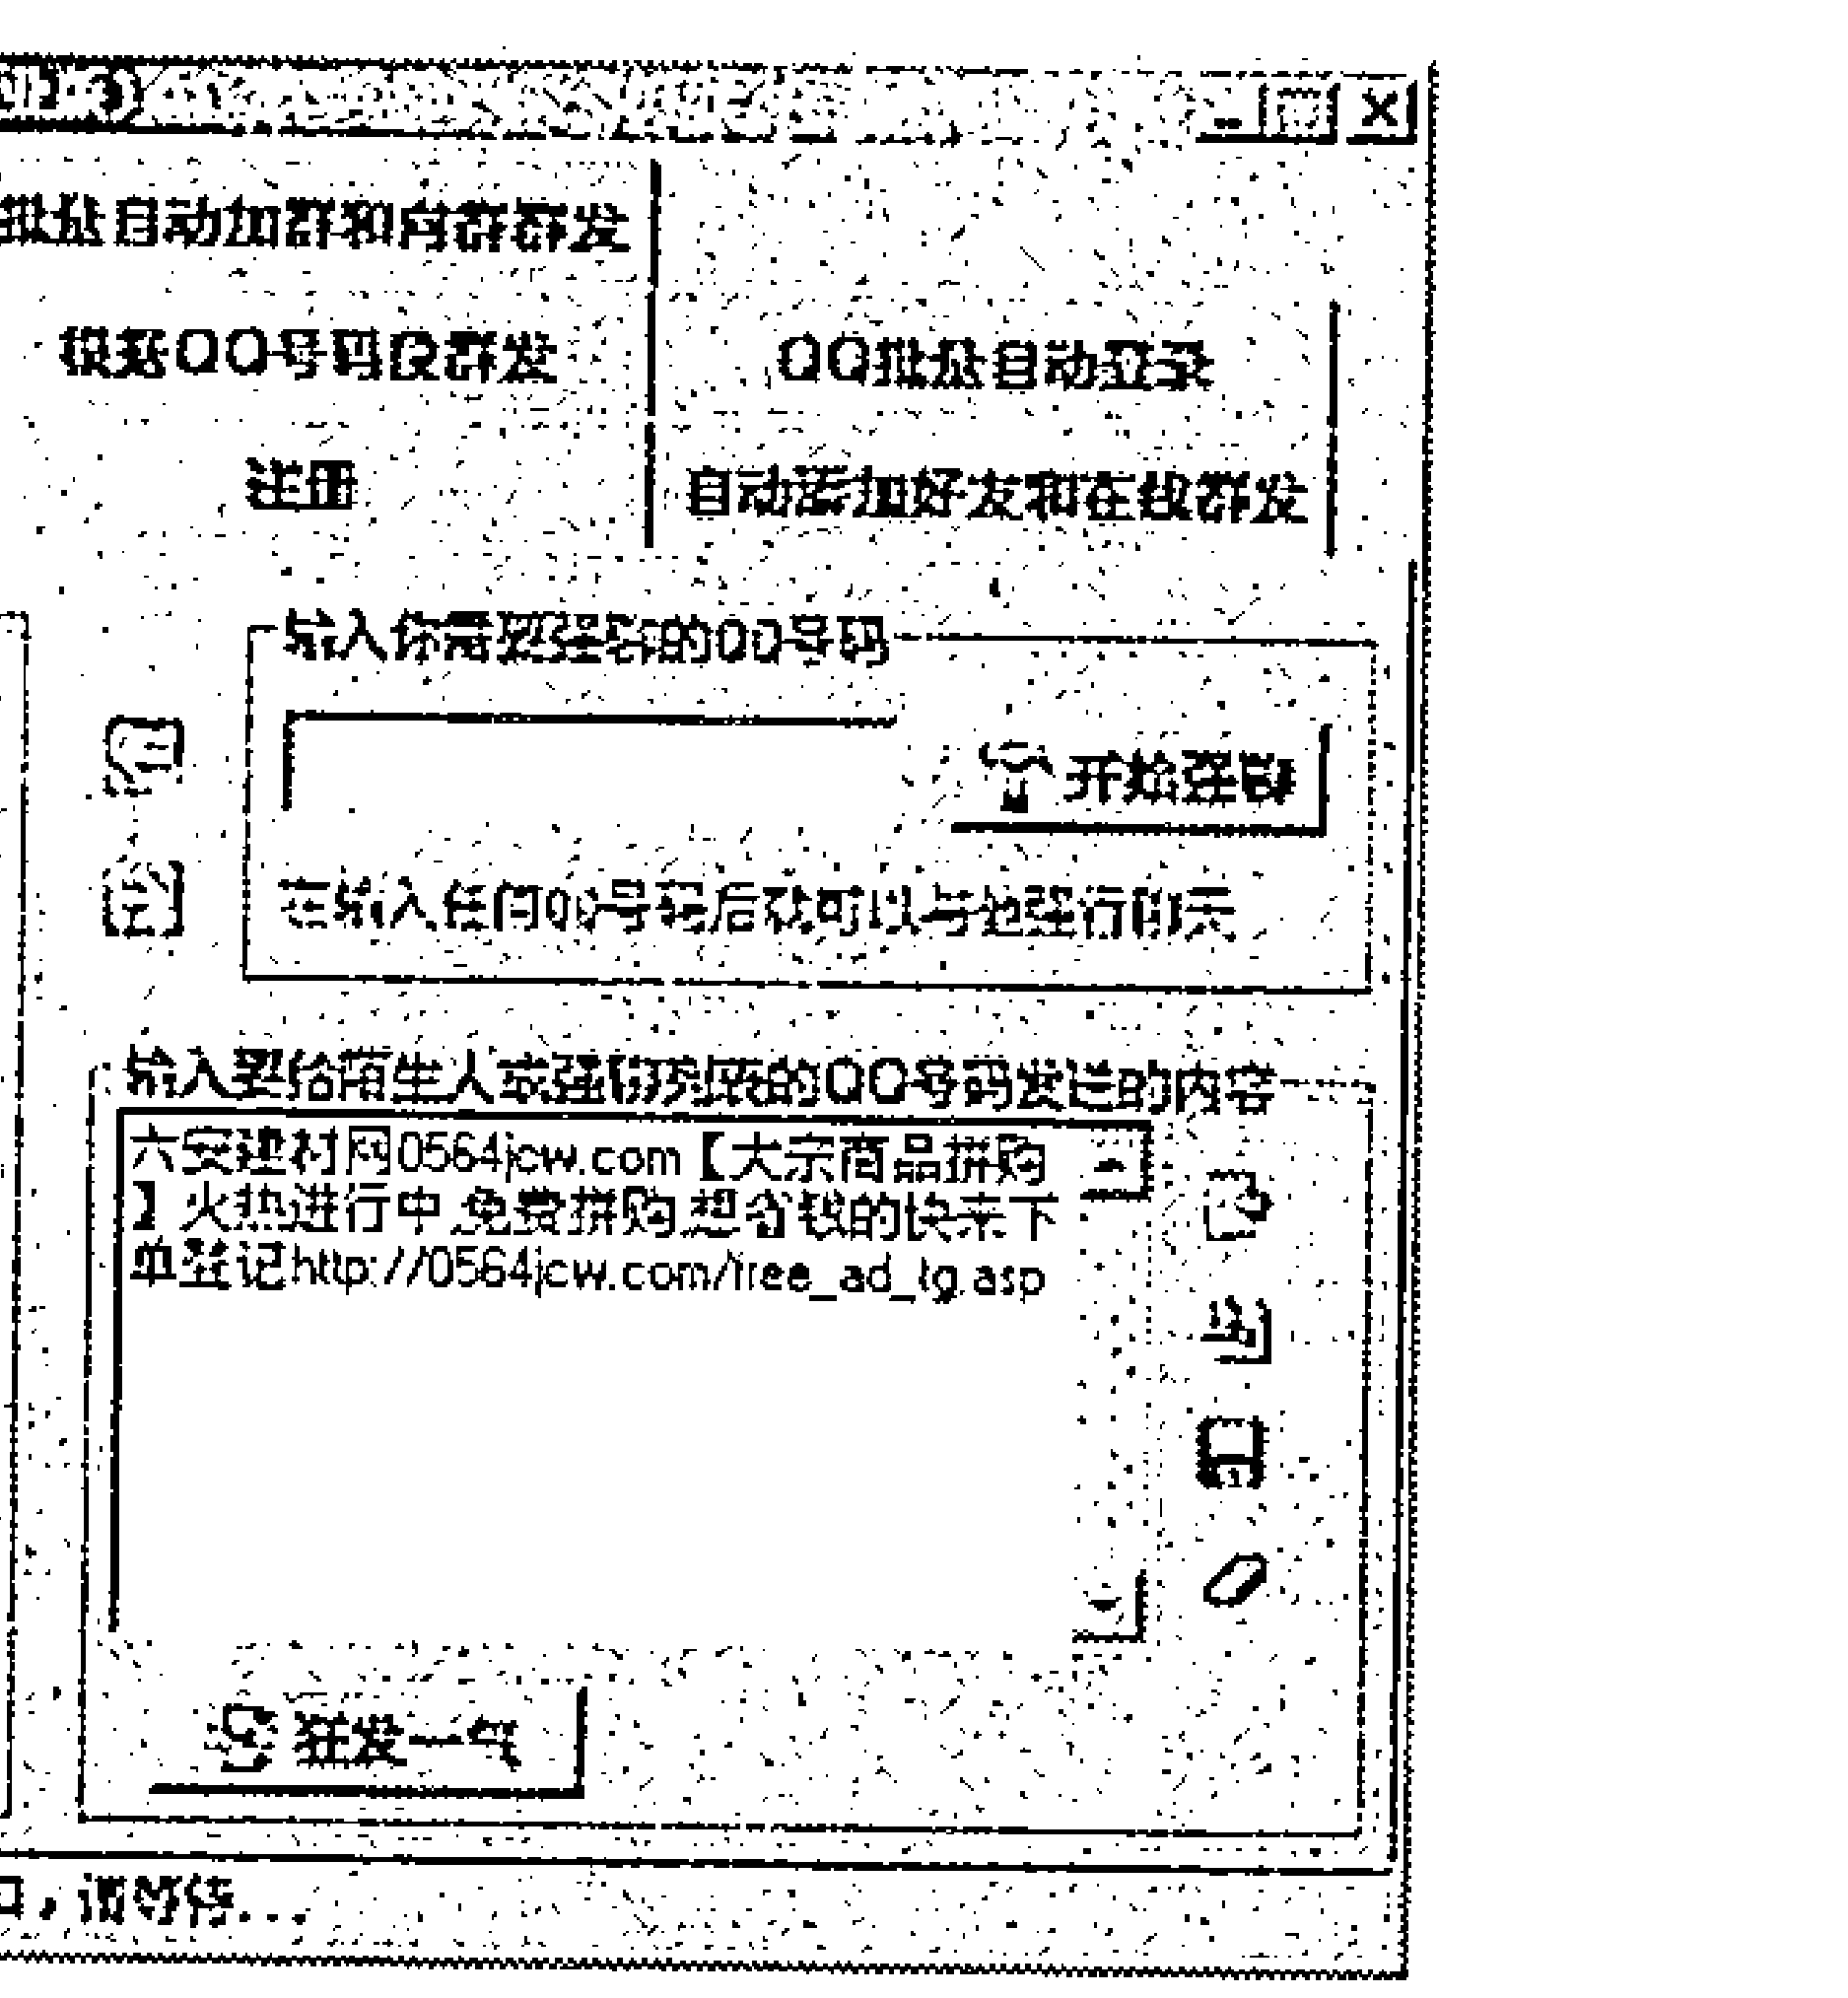 批量自动加群和向群群发
根据QQ号码段群发
QQ批量自动登录
注册
自动添加好友和在线群发
输入你需要强聊的QQ号码
开始强聊
在输入任何QQ号码后就可以与他强行聊天
输入要给陌生人或强聊列表的QQ号码发送的内容
六安建材网0564jcw.com【大宗商品拼购
】火热进行中,免费拼购,想省钱的快来下
单登记http://0564jcw.com/free_ad_tg.asp
狂发一气
，请等待...